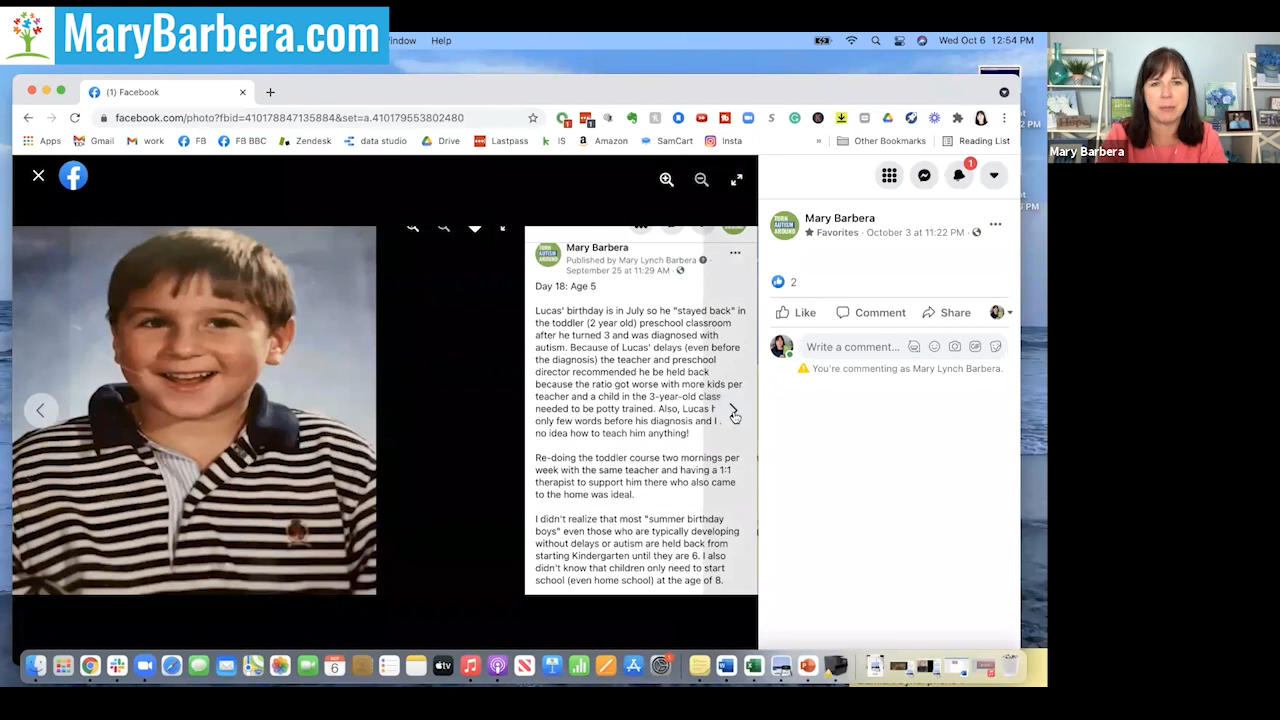 MaryBarbera.com
indow Help
Wed Oct 6 12:54 PM
(1) Facebook
facebook.com/photo?fbid=410178847135884&set=a.410179553802480
Apps Gmail work FB FB BBC Zendesk data studio Drive Lastpass IS Amazon SamCart Insta » Other Bookmarks Reading List
Mary Barbera
1
TURN AUTISM AROUND
Mary Barbera
Favorites · October 3 at 11:22 PM ·
2
Like Comment Share
Write a comment...
You're commenting as Mary Lynch Barbera.
Mary Barbera
Published by Mary Lynch Barbera
September 25 at 11:29 AM ·
Day 18: Age 5
Lucas' birthday is in July so he "stayed back" in
the toddler (2 year old) preschool classroom
after he turned 3 and was diagnosed with
autism. Because of Lucas' delays (even before
the diagnosis) the teacher and preschool
director recommended he be held back
because the ratio got worse with more kids per
teacher and a child in the 3-year-old class
needed to be potty trained. Also, Lucas
only few words before his diagnosis and I
no idea how to teach him anything!
Re-doing the toddler course two mornings per
week with the same teacher and having a 1:1
therapist to support him there who also came
to the home was ideal.
I didn't realize that most "summer birthday
boys" even those who are typically developing
without delays or autism are held back from
starting Kindergarten until they are 6. I also
didn't know that children only need to start
school (even home school) at the age of 8.
OCT 6
tv